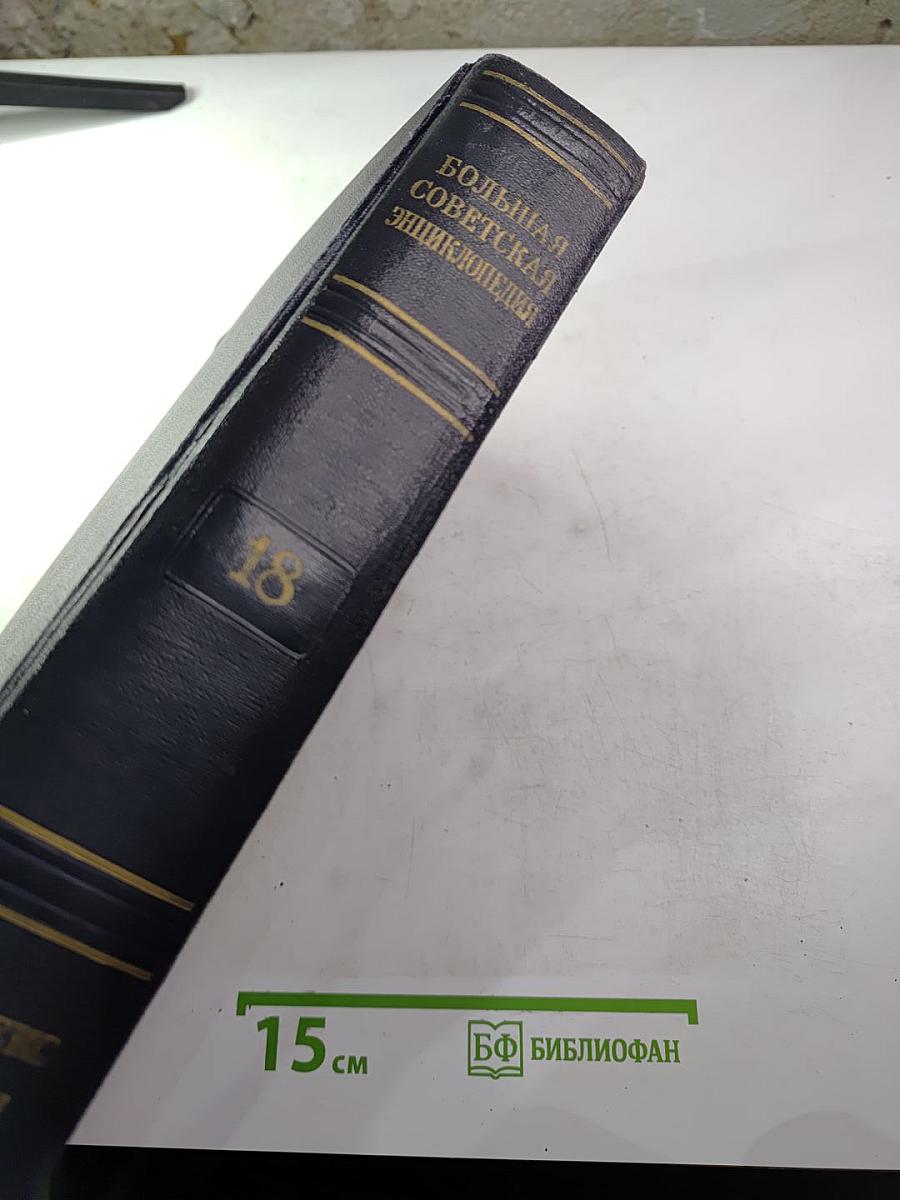 БОЛЬШАЯ
СОВЕТСКАЯ
ЭНЦИКЛОПЕДИЯ
18
15 см
БФ БИБЛИОФАН